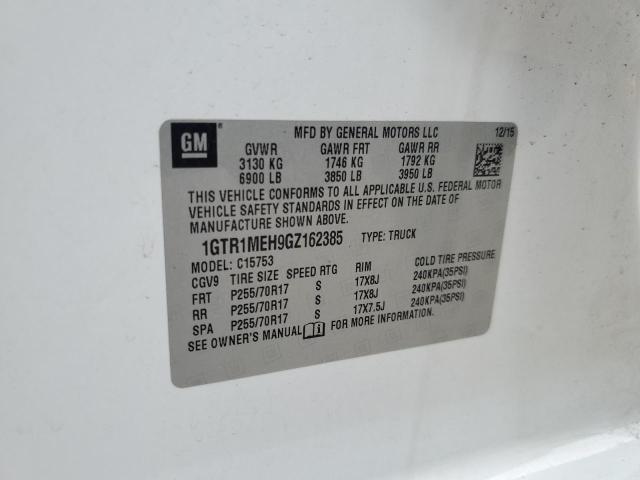 GM ®
MFD BY GENERAL MOTORS LLC 12/15
GVWR GAWR FRT GAWR RR
3130 KG 1746 KG 1792 KG
6900 LB 3850 LB 3950 LB
THIS VEHICLE CONFORMS TO ALL APPLICABLE U.S. FEDERAL MOTOR
VEHICLE SAFETY STANDARDS IN EFFECT ON THE DATE OF
MANUFACTURE SHOWN ABOVE.
1GTR1MEH9GZ162385 TYPE: TRUCK
MODEL: C15753
CGV9 TIRE SIZE SPEED RTG RIM COLD TIRE PRESSURE
FRT P255/70R17 S 17X8J 240KPA(35PSI)
RR P255/70R17 S 17X8J 240KPA(35PSI)
SPA P255/70R17 S 17X7.5J 240KPA(35PSI)
SEE OWNER'S MANUAL FOR MORE INFORMATION.